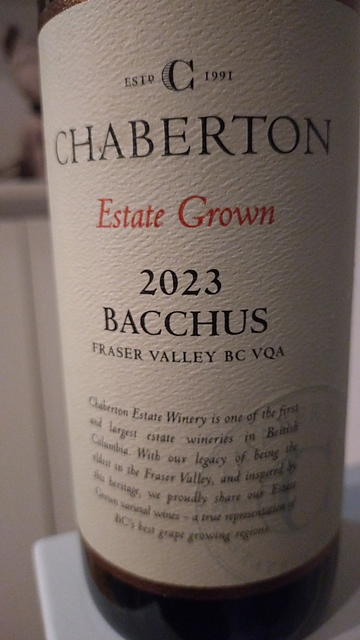 ESTD C 1991
CHABERTON
Estate Grown
2023
BACCHUS
FRASER VALLEY BC VQA
Chaberton Estate Winery is one of the first
and largest estate wineries in British
Columbia. With our legacy of being the
oldest in the Fraser Valley, and inspired by
this heritage, we proudly share our Estate
Grown varietal wines – a true representation of
BC's best grape growing regions.